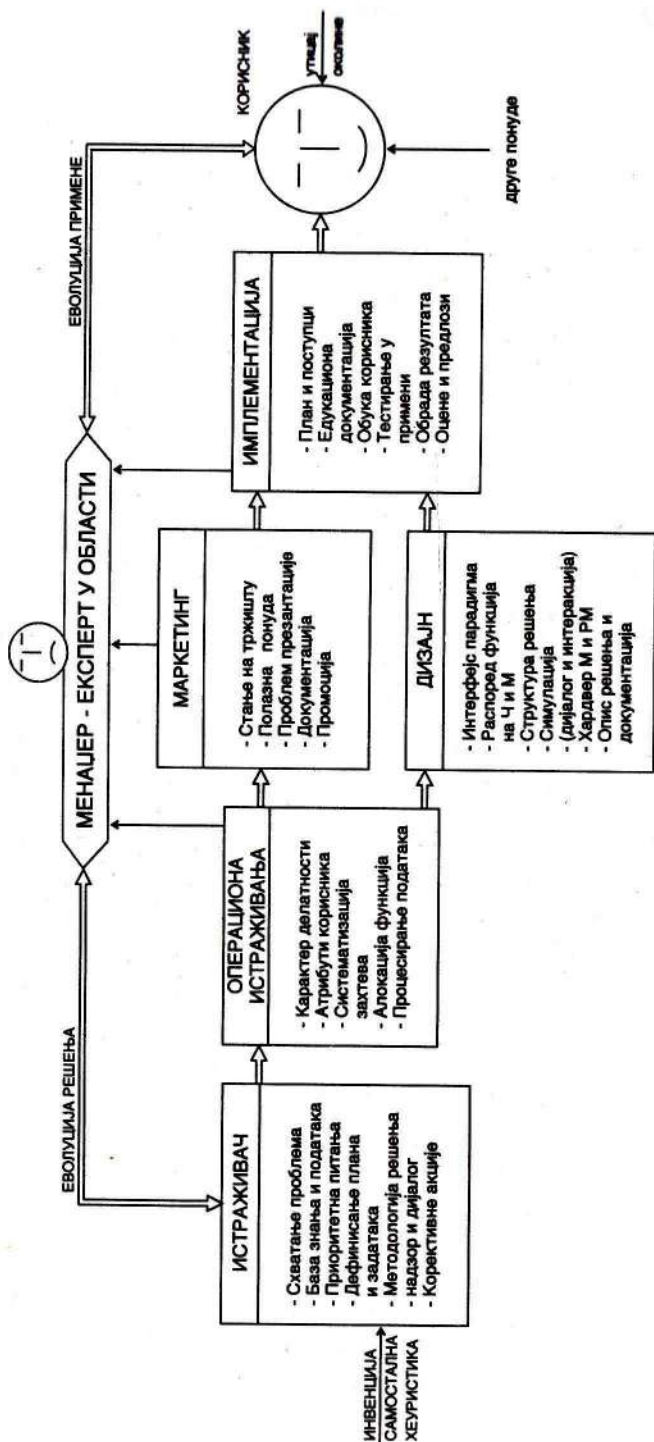 ЕВОЛУЦИЈА РЕШЕЊА
МЕНАЏЕР - ЕКСПЕРТ У ОБЛАСТИ
ЕВОЛУЦИЈА ПРИМЕНЕ
КОРИСНИК
утицај
околине
друге понуде
ИНВЕНЦИЈА
САМОСТАЛНА
ХЕУРИСТИКА
ИСТРАЖИВАЧ
- Схватање проблема
- База знања и података
- Приоритетна питања
- Дефинисање плана
и задатака
- Методологија решења
- надзор и дијалог
- Корективне акције
ОПЕРАЦИОНА
ИСТРАЖИВАЊА
- Карактер делатности
- Атрибути корисника
- Систематизација
захтева
- Алокација функција
- Процесирање података
МАРКЕТИНГ
- Стање на тржишту
- Полазна понуда
- Проблем презантације
- Документација
- Промоција
ДИЗАЈН
- Интерфејс парадигма
- Распоред функција
на Ч и М
- Структура решења
- Симулација
- (дијалог и интеракција)
- Хардвер М и РМ
- Опис решења и
документација
ИМПЛЕМЕНТАЦИЈА
- План и поступци
- Едукациона
документација
- Обука корисника
- Тестирање у
примени
- Обрада резултата
- Оцене и предлози